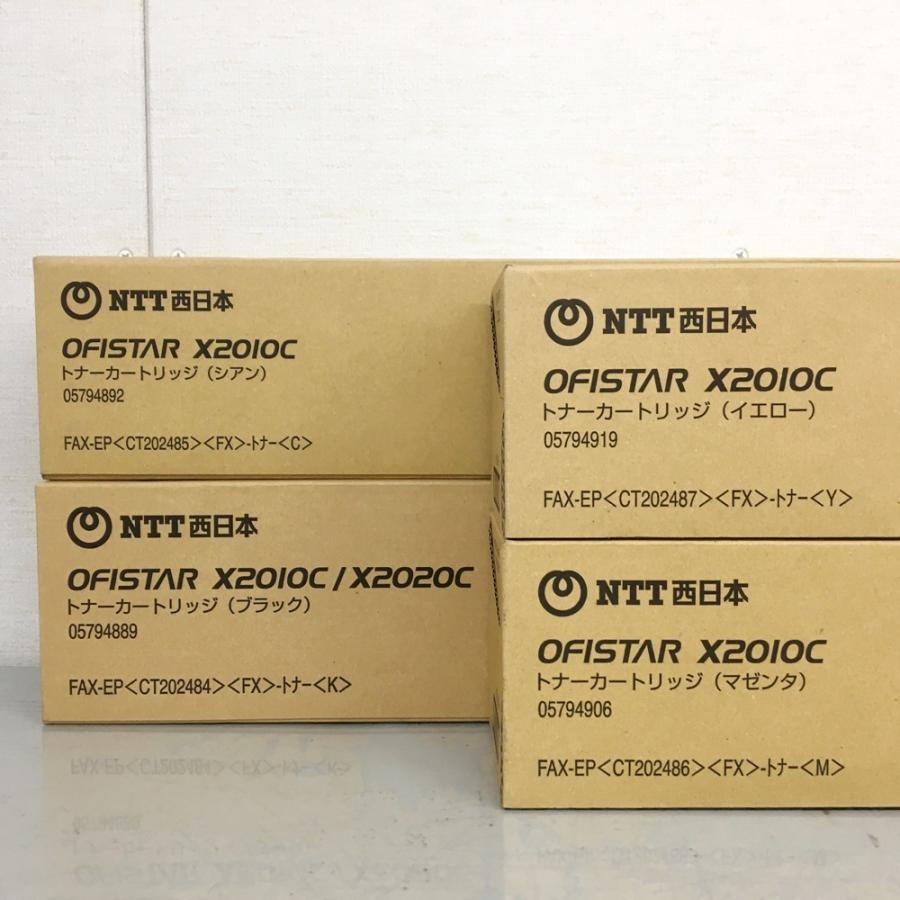 NTT西日本
OFISTAR X2010C
トナーカートリッジ（シアン）
05794892
FAX-EP<CT202485><FX>-ﾄﾅｰ<C>
NTT西日本
OFISTAR X2010C/X2020C
トナーカートリッジ（ブラック）
05794889
FAX-EP<CT202484><FX>-ﾄﾅｰ<K>
NTT西日本
OFISTAR X2010C
トナーカートリッジ（イエロー）
05794919
FAX-EP<CT202487><FX>-ﾄﾅｰ<Y>
NTT西日本
OFISTAR X2010C
トナーカートリッジ（マゼンタ）
05794906
FAX-EP<CT202486><FX>-ﾄﾅｰ<M>